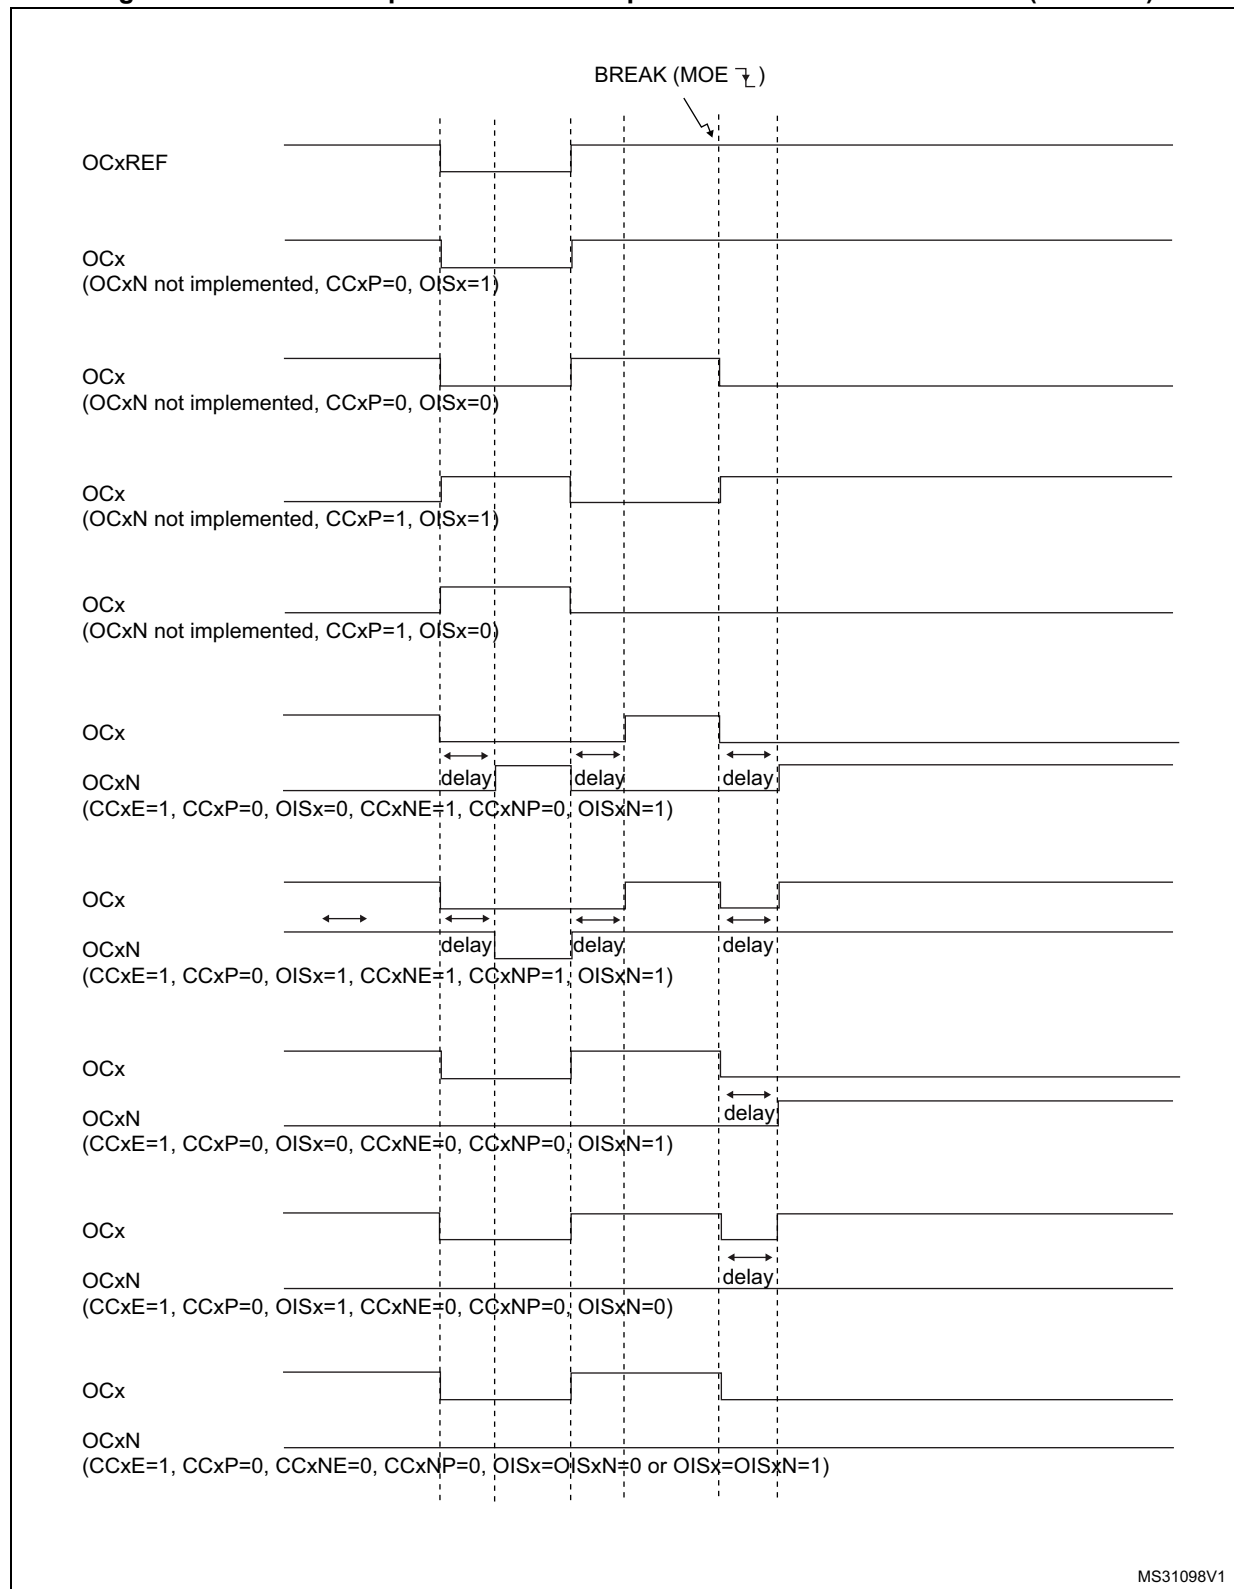 BREAK (MOE )
OCxREF
OCx
(OCxN not implemented, CCxP=0, OISx=1)
OCx
(OCxN not implemented, CCxP=0, OISx=0)
OCx
(OCxN not implemented, CCxP=1, OISx=1)
OCx
(OCxN not implemented, CCxP=1, OISx=0)
OCx
delay delay delay
OCxN
(CCxE=1, CCxP=0, OISx=0, CCxNE=1, CCxNP=0, OISxN=1)
OCx
delay delay delay
OCxN
(CCxE=1, CCxP=0, OISx=1, CCxNE=1, CCxNP=1, OISxN=1)
OCx
delay
OCxN
(CCxE=1, CCxP=0, OISx=0, CCxNE=0, CCxNP=0, OISxN=1)
OCx
delay
OCxN
(CCxE=1, CCxP=0, OISx=1, CCxNE=0, CCxNP=0, OISxN=0)
OCx
OCxN
(CCxE=1, CCxP=0, CCxNE=0, CCxNP=0, OISx=OISxN=0 or OISx=OISxN=1)
MS31098V1